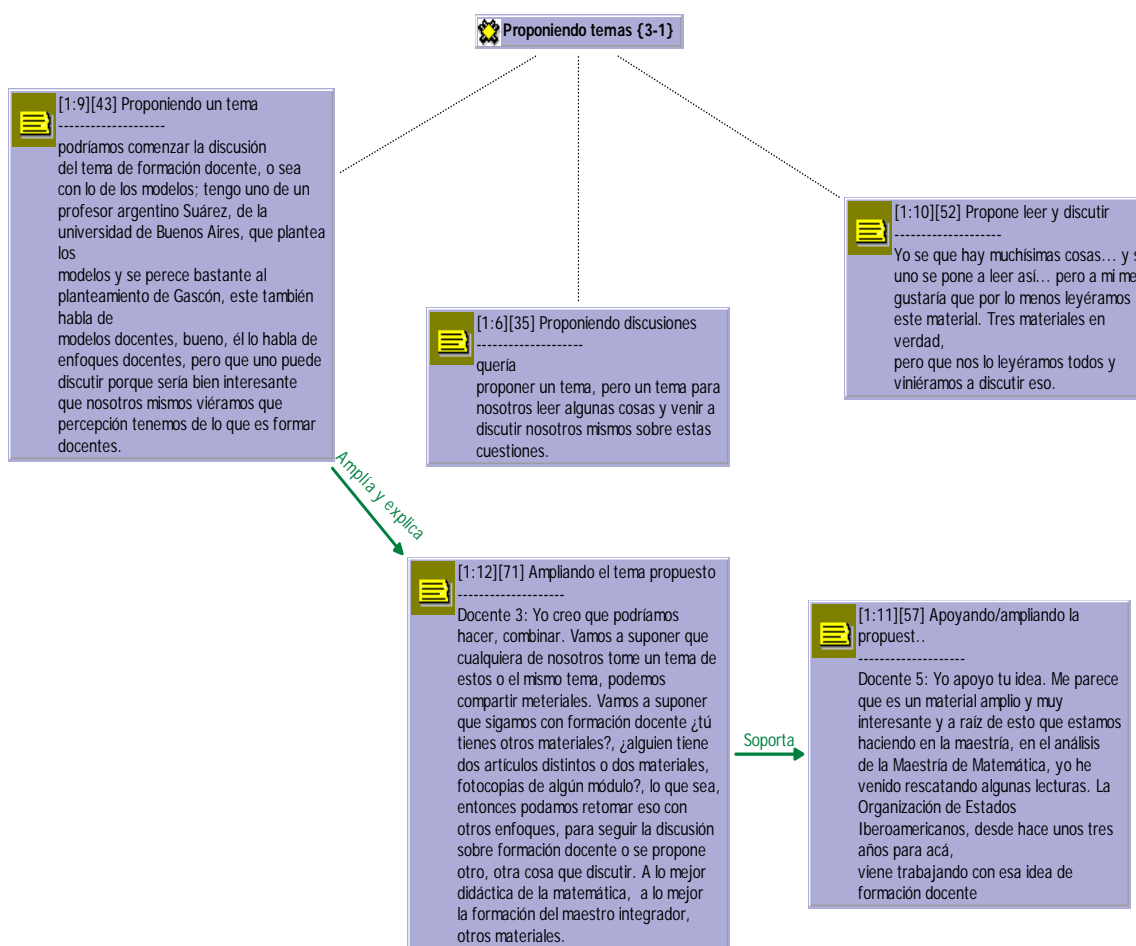 Proponiendo temas {3-1}
[1:9][43] Proponiendo un tema
--------------------
podríamos comenzar la discusión
del tema de formación docente, o sea
con lo de los modelos; tengo uno de un
profesor argentino Suárez, de la
universidad de Buenos Aires, que plantea
los
modelos y se perece bastante al
planteamiento de Gascón, este también
habla de
modelos docentes, bueno, él lo habla de
enfoques docentes, pero que uno puede
discutir porque sería bien interesante
que nosotros mismos viéramos que
percepción tenemos de lo que es formar
docentes.
[1:6][35] Proponiendo discusiones
--------------------
quería
proponer un tema, pero un tema para
nosotros leer algunas cosas y venir a
discutir nosotros mismos sobre estas
cuestiones.
[1:10][52] Propone leer y discutir
--------------------
Yo se que hay muchísimas cosas... y s
uno se pone a leer así... pero a mi me
gustaría que por lo menos leyéramos
este material. Tres materiales en
verdad,
pero que nos lo leyéramos todos y
viniéramos a discutir eso.
Amplía y explica
[1:12][71] Ampliando el tema propuesto
--------------------
Docente 3: Yo creo que podríamos
hacer, combinar. Vamos a suponer que
cualquiera de nosotros tome un tema de
estos o el mismo tema, podemos
compartir meteriales. Vamos a suponer
que sigamos con formación docente ¿tú
tienes otros materiales?, ¿alguien tiene
dos artículos distintos o dos materiales,
fotocopias de algún módulo?, lo que sea,
entonces podamos retomar eso con
otros enfoques, para seguir la discusión
sobre formación docente o se propone
otro, otra cosa que discutir. A lo mejor
didáctica de la matemática, a lo mejor
la formación del maestro integrador,
otros materiales.
Soporta
[1:11][57] Apoyando/ampliando la
propuest..
--------------------
Docente 5: Yo apoyo tu idea. Me parece
que es un material amplio y muy
interesante y a raíz de esto que estamos
haciendo en la maestría, en el análisis
de la Maestría de Matemática, yo he
venido rescatando algunas lecturas. La
Organización de Estados
Iberoamericanos, desde hace unos tres
años para acá,
viene trabajando con esa idea de
formación docente